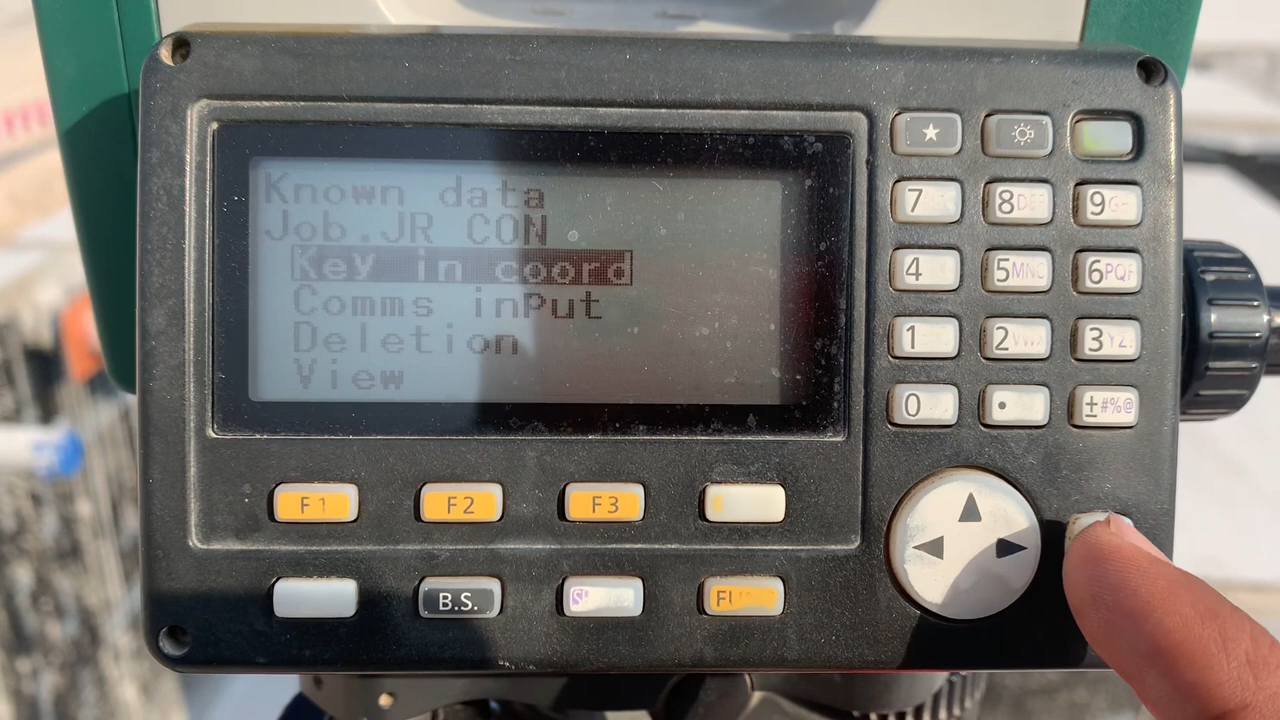 Known data
Job.JR CON
Key in coord
Comms inPut
Deletion
View
7
8DEF
9
4
5
6PQR
1
2
3YZ
0
.
±#%@
F1
F2
F3
B.S.